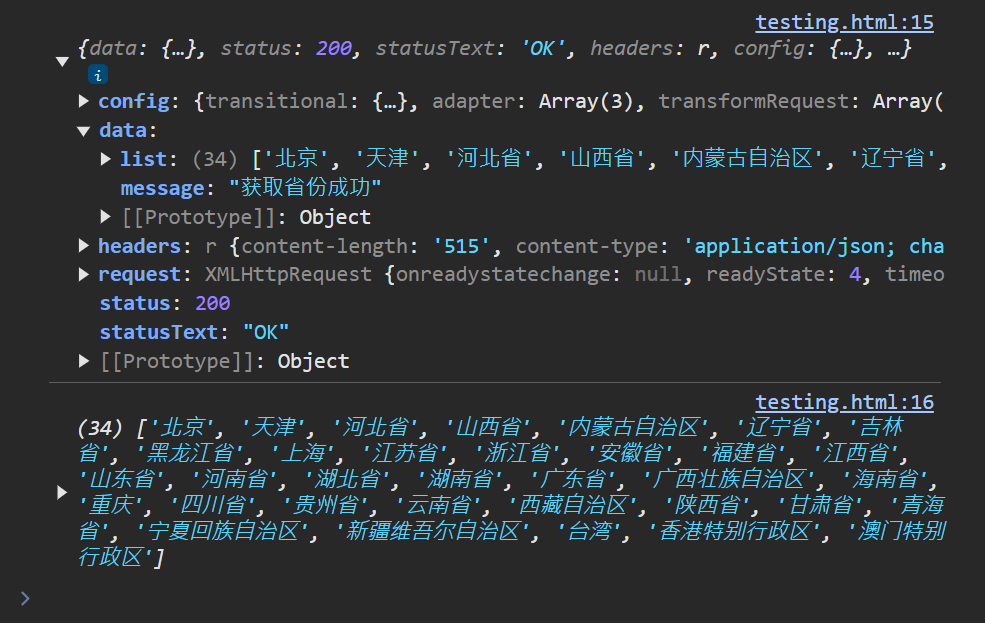 testing.html:15
{data: {…}, status: 200, statusText: 'OK', headers: r, config: {…}, …}
i
config: {transitional: {…}, adapter: Array(3), transformRequest: Array(
data:
list: (34) ['北京', '天津', '河北省', '山西省', '内蒙古自治区', '辽宁省',
message: "获取省份成功"
[[Prototype]]: Object
headers: r {content-length: '515', content-type: 'application/json; cha
request: XMLHttpRequest {onreadystatechange: null, readyState: 4, timeo
status: 200
statusText: "OK"
[[Prototype]]: Object
testing.html:16
(34) ['北京', '天津', '河北省', '山西省', '内蒙古自治区', '辽宁省', '吉林
省', '黑龙江省', '上海', '江苏省', '浙江省', '安徽省', '福建省', '江西省',
'山东省', '河南省', '湖北省', '湖南省', '广东省', '广西壮族自治区', '海南省',
'重庆', '四川省', '贵州省', '云南省', '西藏自治区', '陕西省', '甘肃省', '青海
省', '宁夏回族自治区', '新疆维吾尔自治区', '台湾', '香港特别行政区', '澳门特别
行政区']